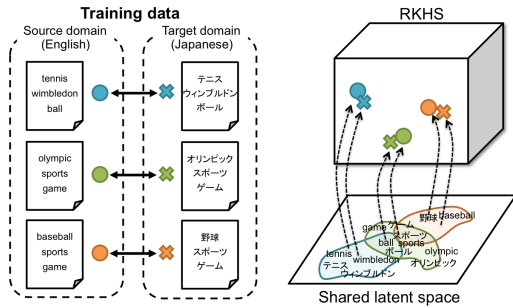 Training data
Source domain
(English)
Target domain
(Japanese)
tennis
wimbledon
ball
テニス
ウィンブルドン
ボール
olympic
sports
game
オリンピック
スポーツ
ゲーム
baseball
sports
game
野球
スポーツ
ゲーム
RKHS
野球 baseball
game ゲーム
スポーツ
ball sports
ボール
olympic
オリンピック
tennis
wimbledon
テニス
ウィンブルドン
Shared latent space